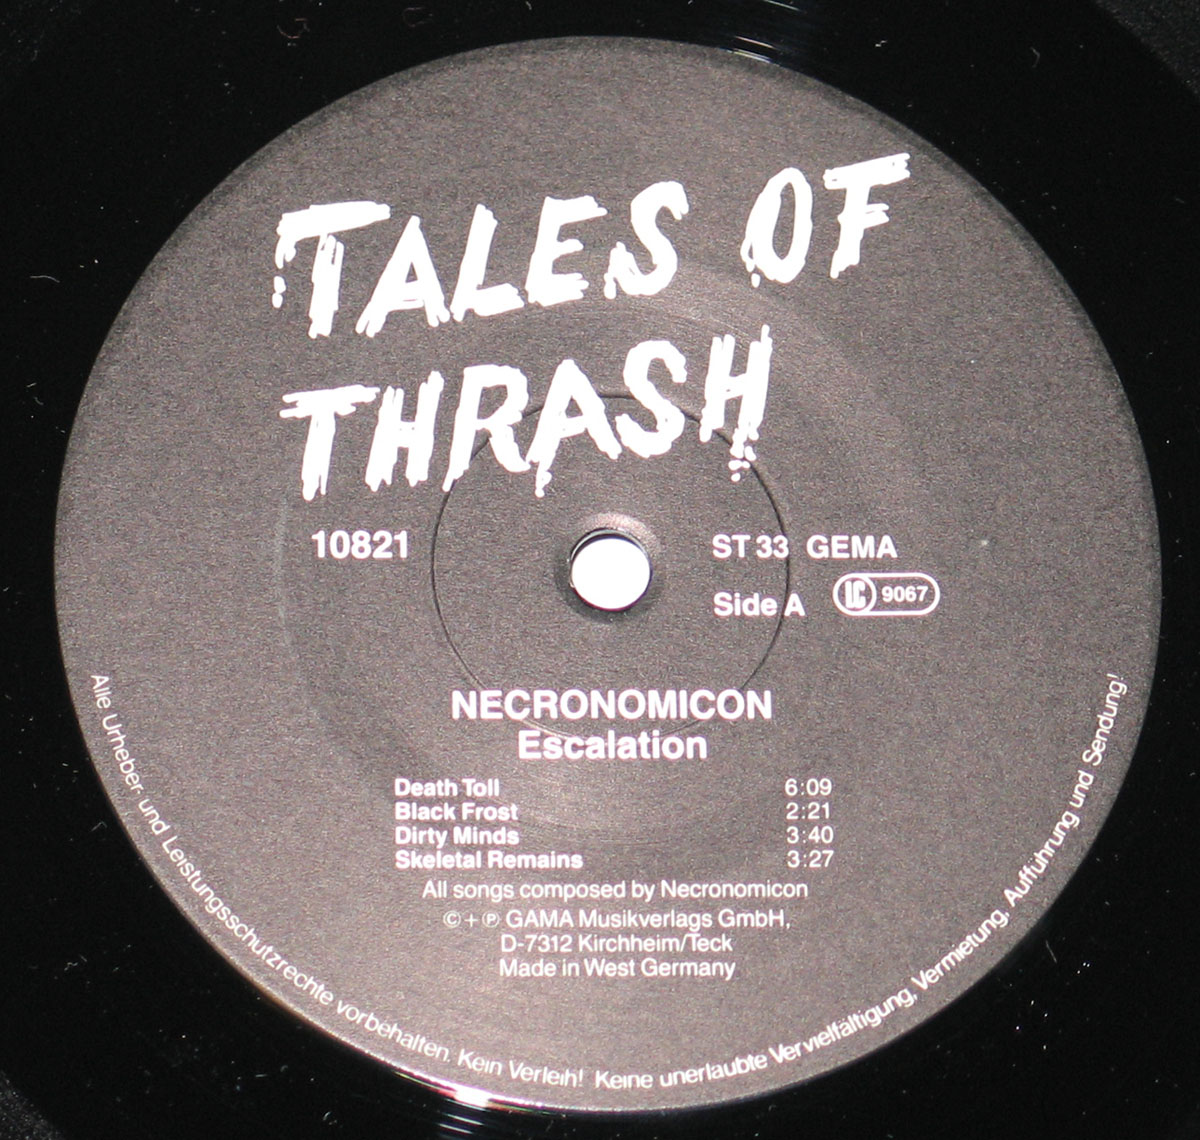 TALES OF
THRASH
10821
ST 33 GEMA
Side A
LC 9067
NECRONOMICON
Escalation
Death Toll 6:09
Black Frost 2:21
Dirty Minds 3:40
Skeletal Remains 3:27
All songs composed by Necronomicon
©+℗ GAMA Musikverlags GmbH,
D-7312 Kirchheim/Teck
Made in West Germany
Alle Urheber und Leistungsschutzrechte vorbehalten. Kein Verleih! Keine unerlaubte Vervielfältigung, Vermietung, Aufführung und Sendung!